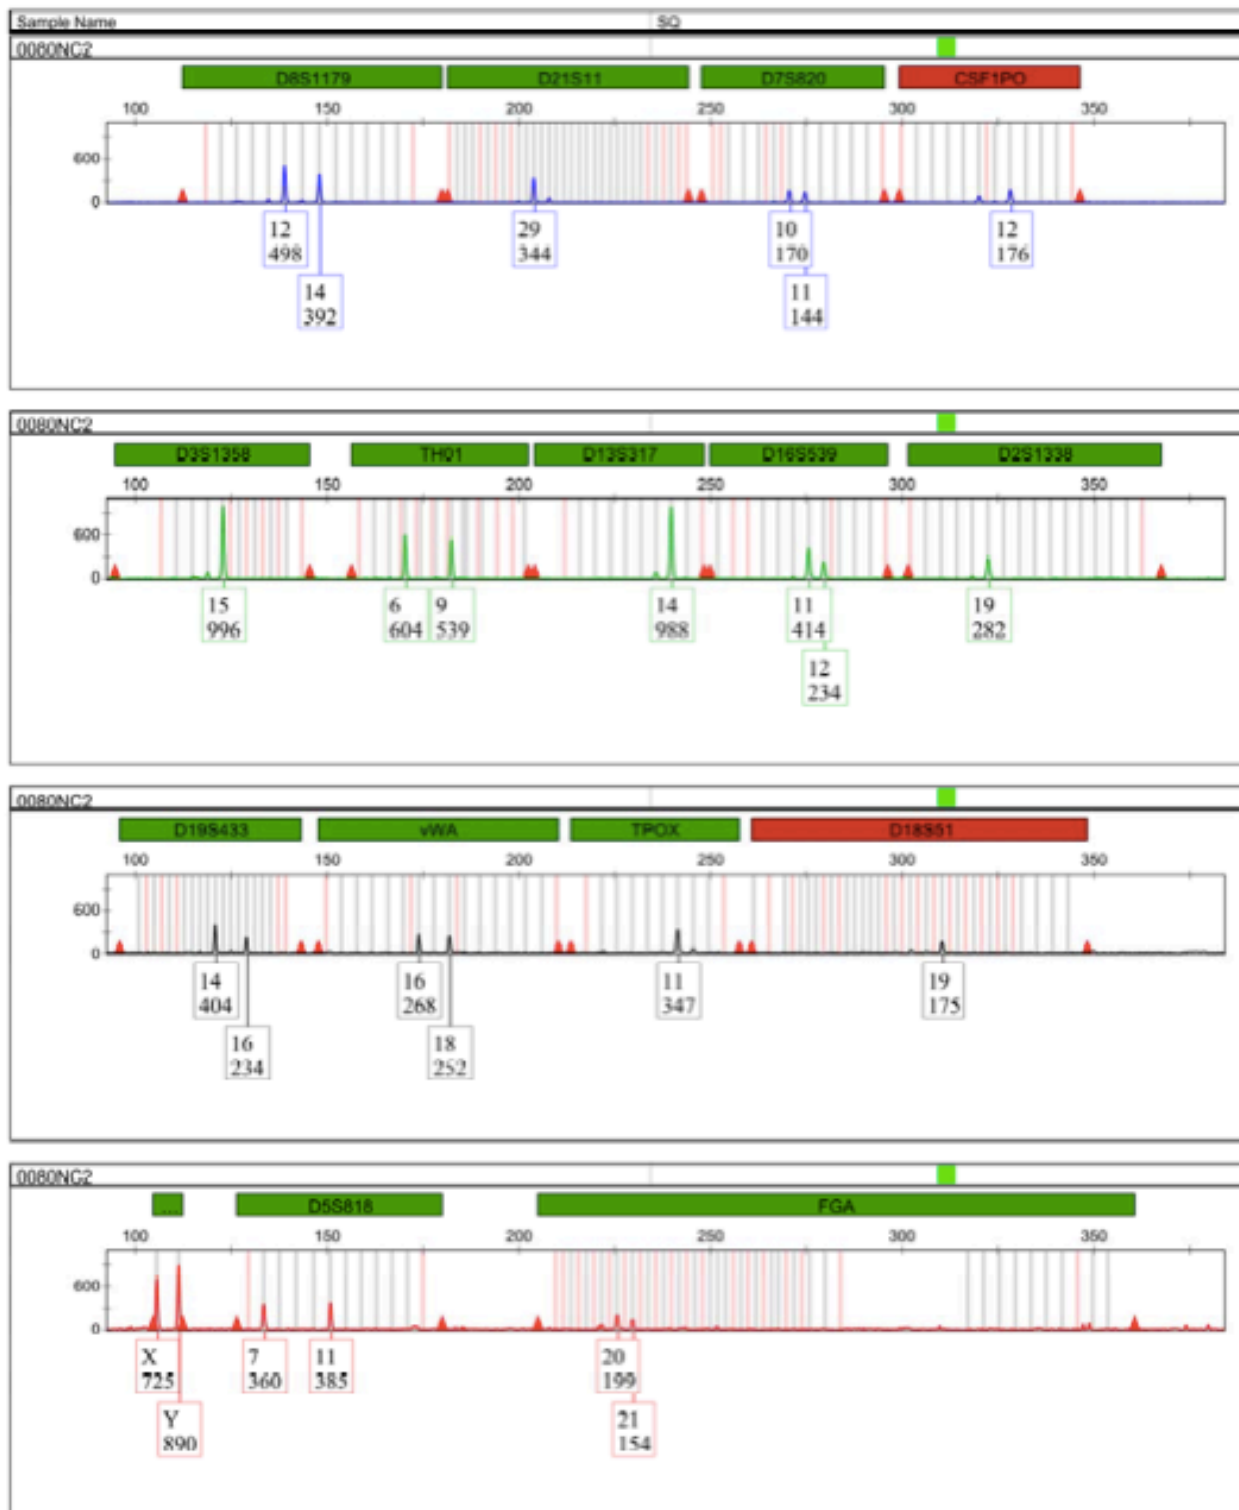 Sample Name SQ
0080NC2
D8S1179 D21S11 D7S820 CSF1PO
100 150 200 250 300 350
600
0
12 29 10 12
498 344 170 176
14 11
392 144
0080NC2
D3S1358 TH01 D13S317 D16S539 D2S1338
100 150 200 250 300 350
600
0
15 6 9 14 11 19
996 604 539 988 414 282
12
234
0080NC2
D19S433 vWA TPOX D18S51
100 150 200 250 300 350
600
0
14 16 11 19
404 268 347 175
16 18
234 252
0080NC2
... D5S818 FGA
100 150 200 250 300 350
600
0
X 7 11 20
725 360 385 199
Y 21
890 154